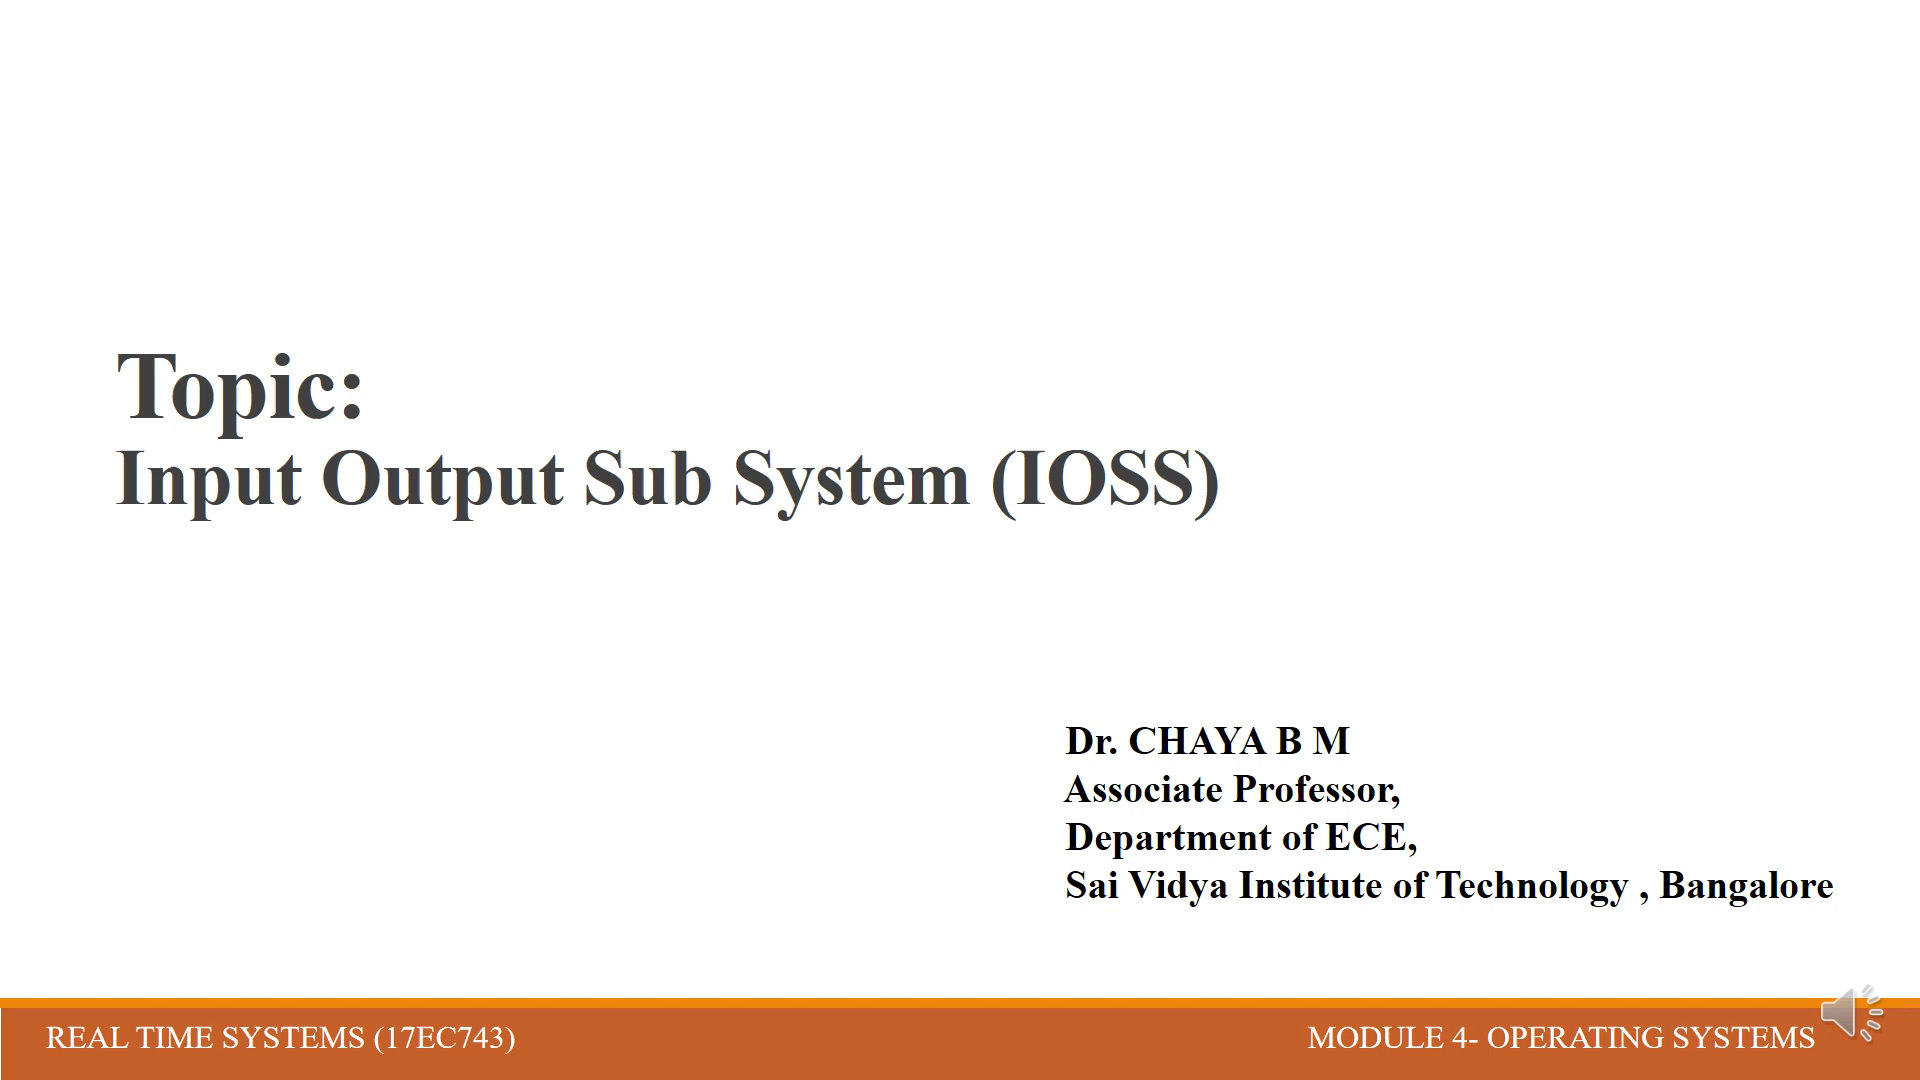 Topic:
Input Output Sub System (IOSS)
Dr. CHAYA B M
Associate Professor,
Department of ECE,
Sai Vidya Institute of Technology , Bangalore
REAL TIME SYSTEMS (17EC743)
MODULE 4- OPERATING SYSTEMS